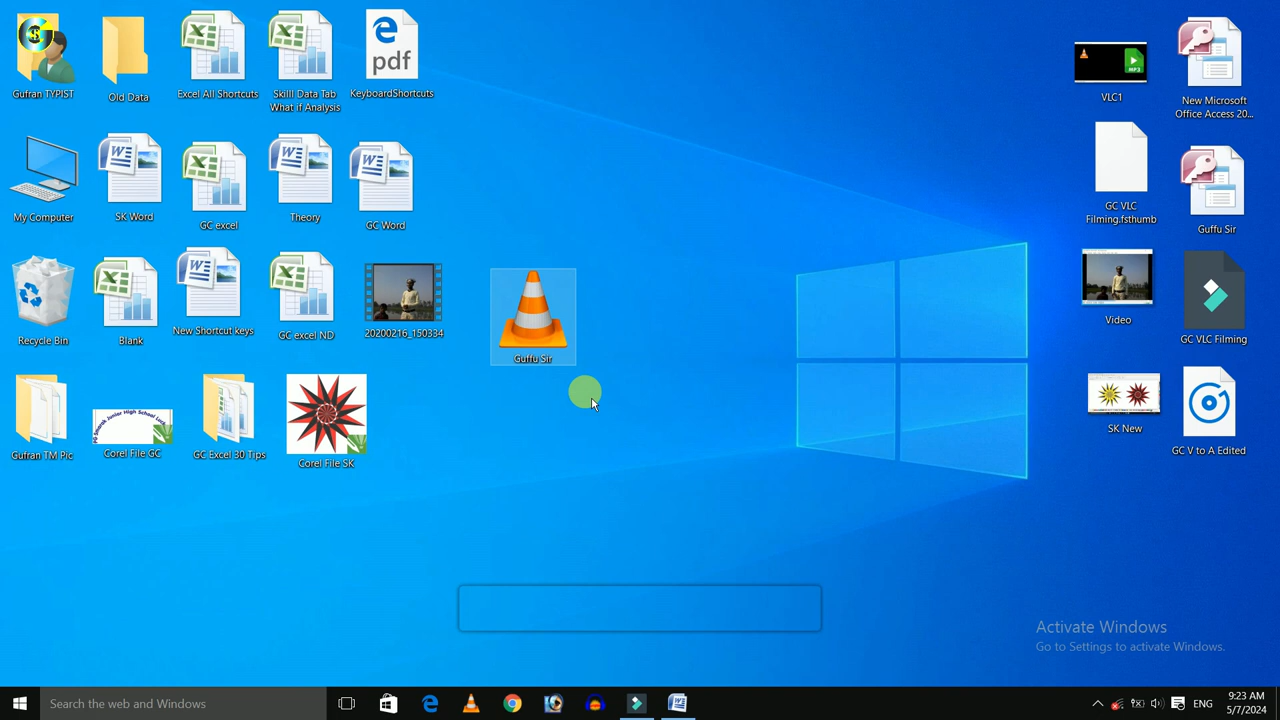 Gufran TYPIST
Old Data
Excel All Shortcuts
Skilll Data Tab
What if Analysis
pdf
KeyboardShortcuts
MP3
VLC1
New Microsoft
Office Access 20...
My Computer
SK Word
GC excel
Theory
GC Word
GC VLC
Filming.fsthumb
Guffu Sir
Recycle Bin
Blank
New Shortcut keys
GC excel ND
20200216_150334
Guffu Sir
Video
GC VLC Filming
Gufran TM Pic
Corel File GC
GC Excel 30 Tips
Corel File SK
SK New
GC V to A Edited
Activate Windows
Go to Settings to activate Windows.
Search the web and Windows
ENG
9:23 AM
5/7/2024